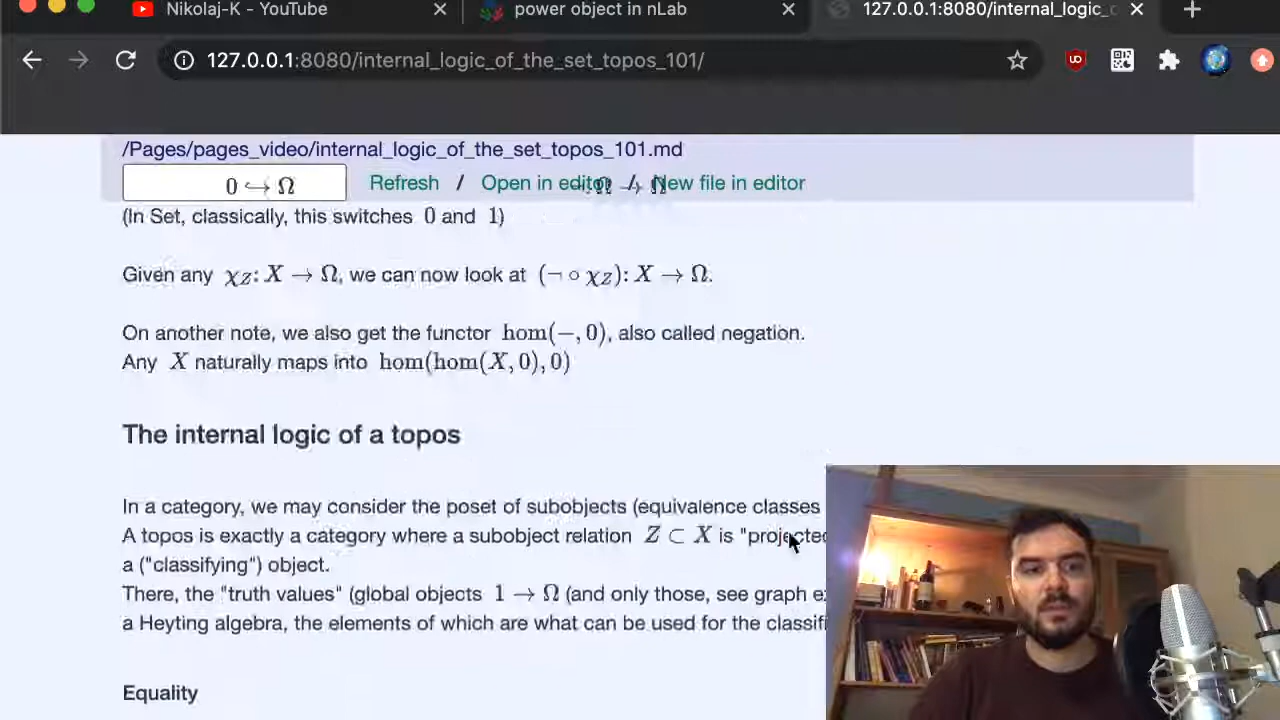 Nikolaj-K - YouTube
power object in nLab
127.0.0.1:8080/internal_logic_c
127.0.0.1:8080/internal_logic_of_the_set_topos_101/
/Pages/pages_video/internal_logic_of_the_set_topos_101.md
0 ↪ Ω
Refresh / Open in editor / New file in editor
¬: Ω → Ω
(In Set, classically, this switches 0 and 1)
Given any χ_Z: X → Ω, we can now look at (¬ ∘ χ_Z): X → Ω.
On another note, we also get the functor hom(−, 0), also called negation.
Any X naturally maps into hom(hom(X, 0), 0)
The internal logic of a topos
In a category, we may consider the poset of subobjects (equivalence classes
A topos is exactly a category where a subobject relation Z ⊂ X is "projected
a ("classifying") object.
There, the "truth values" (global objects 1 → Ω (and only those, see graph e
a Heyting algebra, the elements of which are what can be used for the classifi
Equality